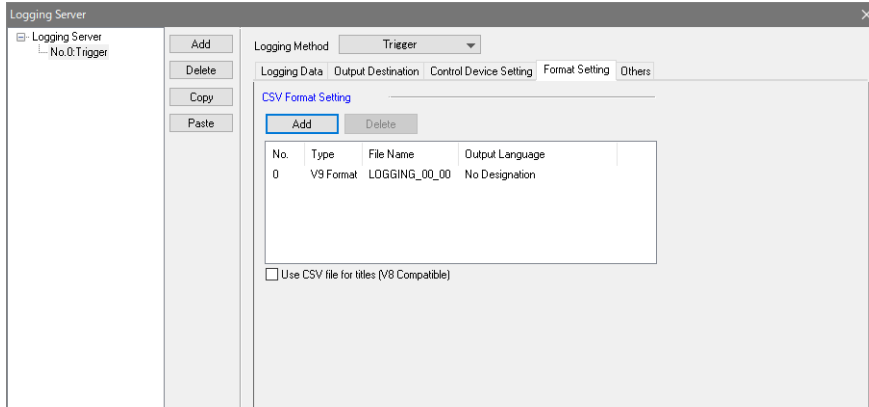 Logging Server
Logging Server
No.0:Trigger
Add
Delete
Copy
Paste
Logging Method Trigger
Logging Data Output Destination Control Device Setting Format Setting Others
CSV Format Setting
Add Delete
No. Type File Name Output Language
0 V9 Format LOGGING_00_00 No Designation
Use CSV file for titles (V8 Compatible)